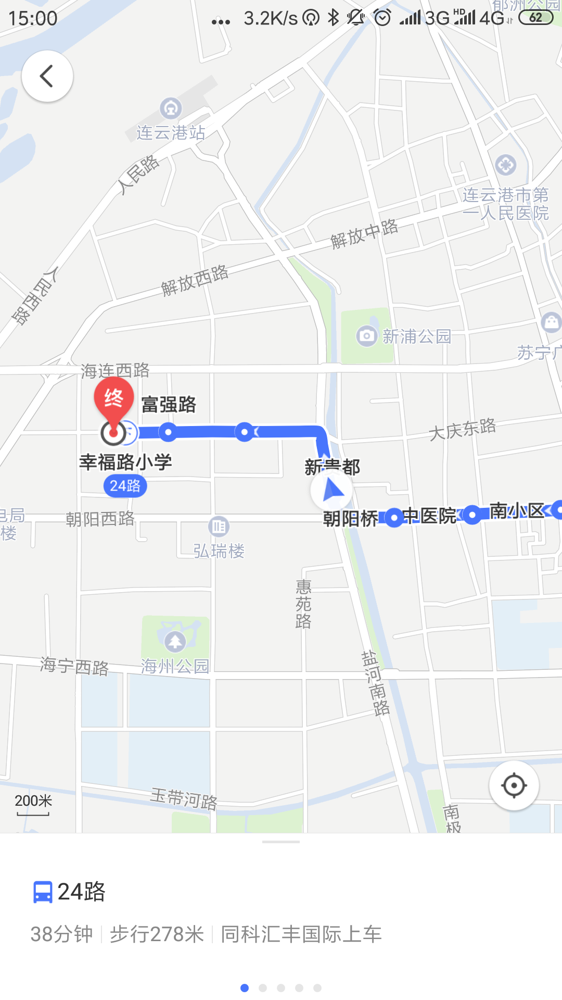 15:00
3.2K/s
3G
HD
4G
62
郁洲公园
连云港站
人民路
连云港市第
一人民医院
解放中路
解放西路
人民西路
新浦公园
苏宁广
海连西路
终
富强路
大庆东路
幸福路小学
新贵都
24路
电局
楼
朝阳西路
朝阳桥
中医院
南小区
弘瑞楼
惠苑路
海宁西路
海州公园
盐河南路
玉带河路
200米
南极
24路
38分钟
步行278米
同科汇丰国际上车